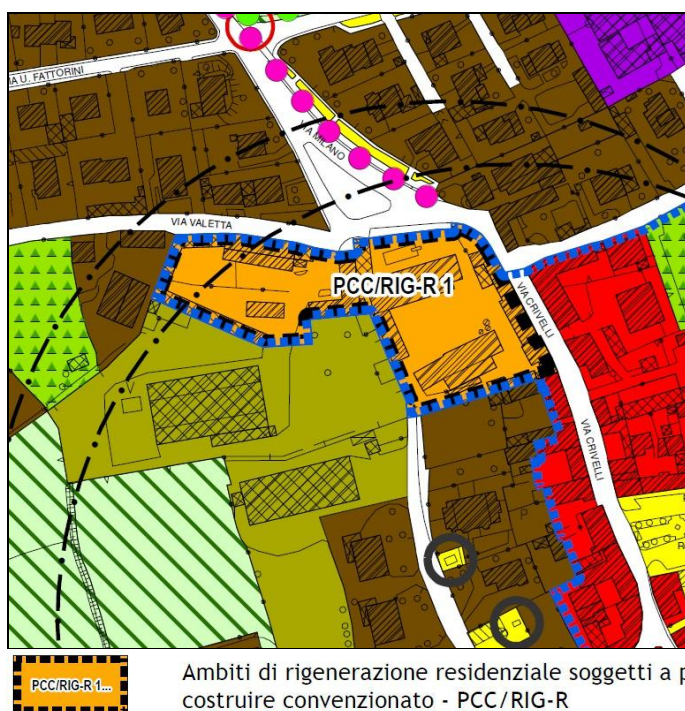 VIA U. FATTORINI
VIA MILANO
VIA VALETTA
PCC/RIG-R 1
VIA CRIVELLI
VIA CRIVELLI
PCC/RIG-R 1...
Ambiti di rigenerazione residenziale soggetti a p
costruire convenzionato - PCC/RIG-R